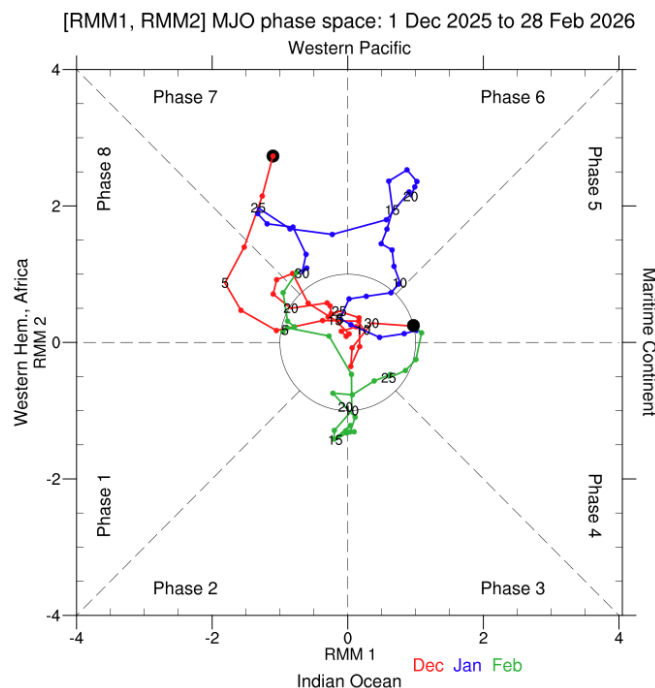 [RMM1, RMM2] MJO phase space: 1 Dec 2025 to 28 Feb 2026
Western Pacific
4
Phase 7
Phase 6
Phase 8
Phase 5
25
20
15
2
5
10
30
20
25
15
30
5
Western Hem., Africa
RMM 2
0
Maritime Continent
25
20
10
15
-2
Phase 1
Phase 4
Phase 2
Phase 3
-4
-4
-2
0
2
4
RMM 1
Dec Jan Feb
Indian Ocean